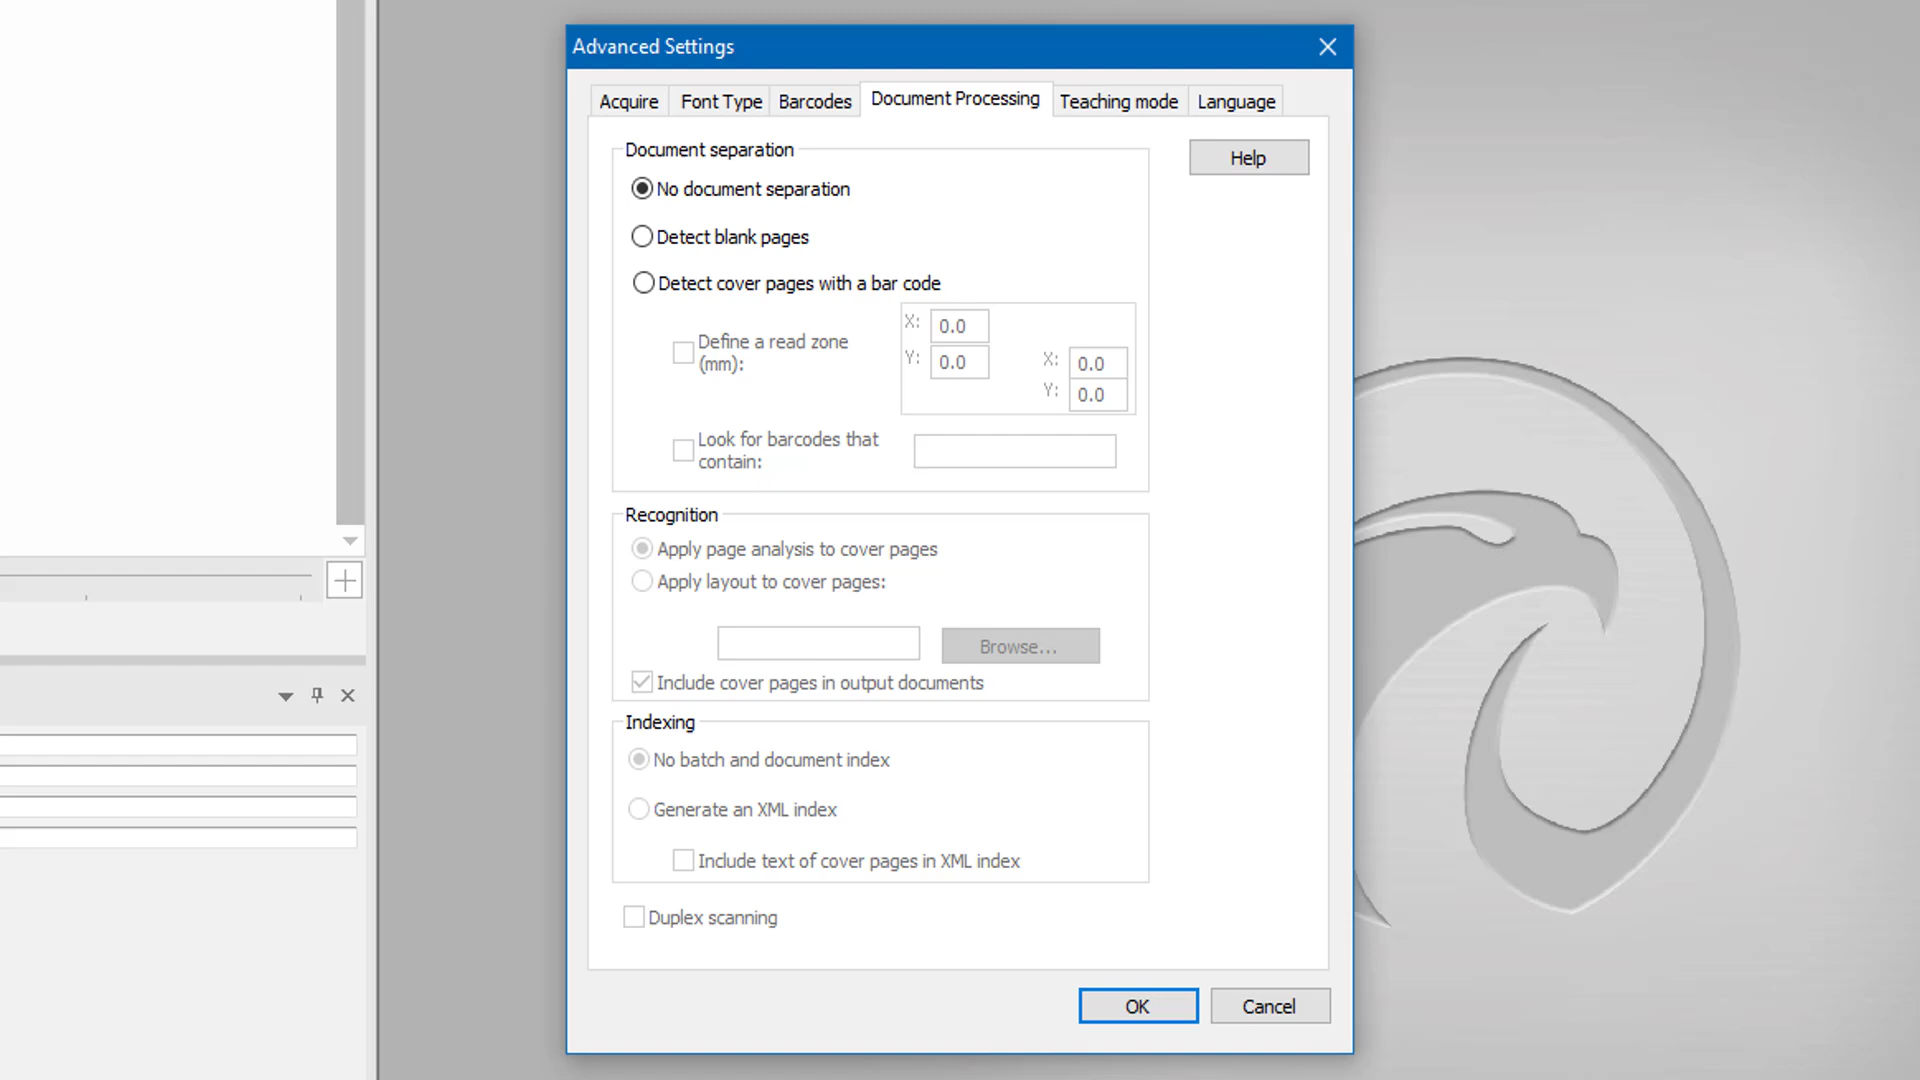 Advanced Settings
Acquire Font Type Barcodes Document Processing Teaching mode Language
Document separation
Help
No document separation
Detect blank pages
Detect cover pages with a bar code
Define a read zone
(mm):
X: 0.0
Y: 0.0
X: 0.0
Y: 0.0
Look for barcodes that
contain:
Recognition
Apply page analysis to cover pages
Apply layout to cover pages:
Browse...
Include cover pages in output documents
Indexing
No batch and document index
Generate an XML index
Include text of cover pages in XML index
Duplex scanning
OK Cancel